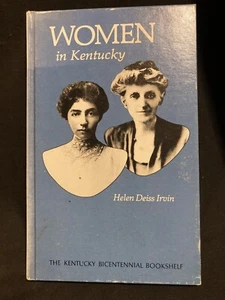 WOMEN
in Kentucky
Helen Deiss Irvin
THE KENTUCKY BICENTENNIAL BOOKSHELF